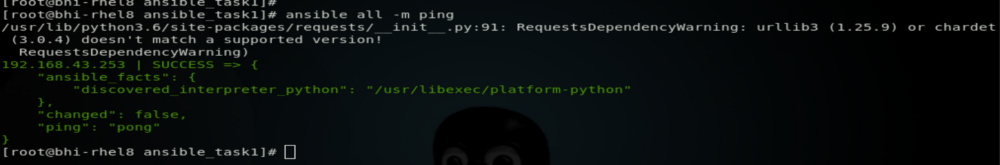 [root@bhi-rhel8 ansible_task1]#
[root@bhi-rhel8 ansible_task1]# ansible all -m ping
/usr/lib/python3.6/site-packages/requests/__init__.py:91: RequestsDependencyWarning: urllib3 (1.25.9) or chardet
 (3.0.4) doesn't match a supported version!
  RequestsDependencyWarning)
192.168.43.253 | SUCCESS => {
    "ansible_facts": {
        "discovered_interpreter_python": "/usr/libexec/platform-python"
    },
    "changed": false,
    "ping": "pong"
}
[root@bhi-rhel8 ansible_task1]#